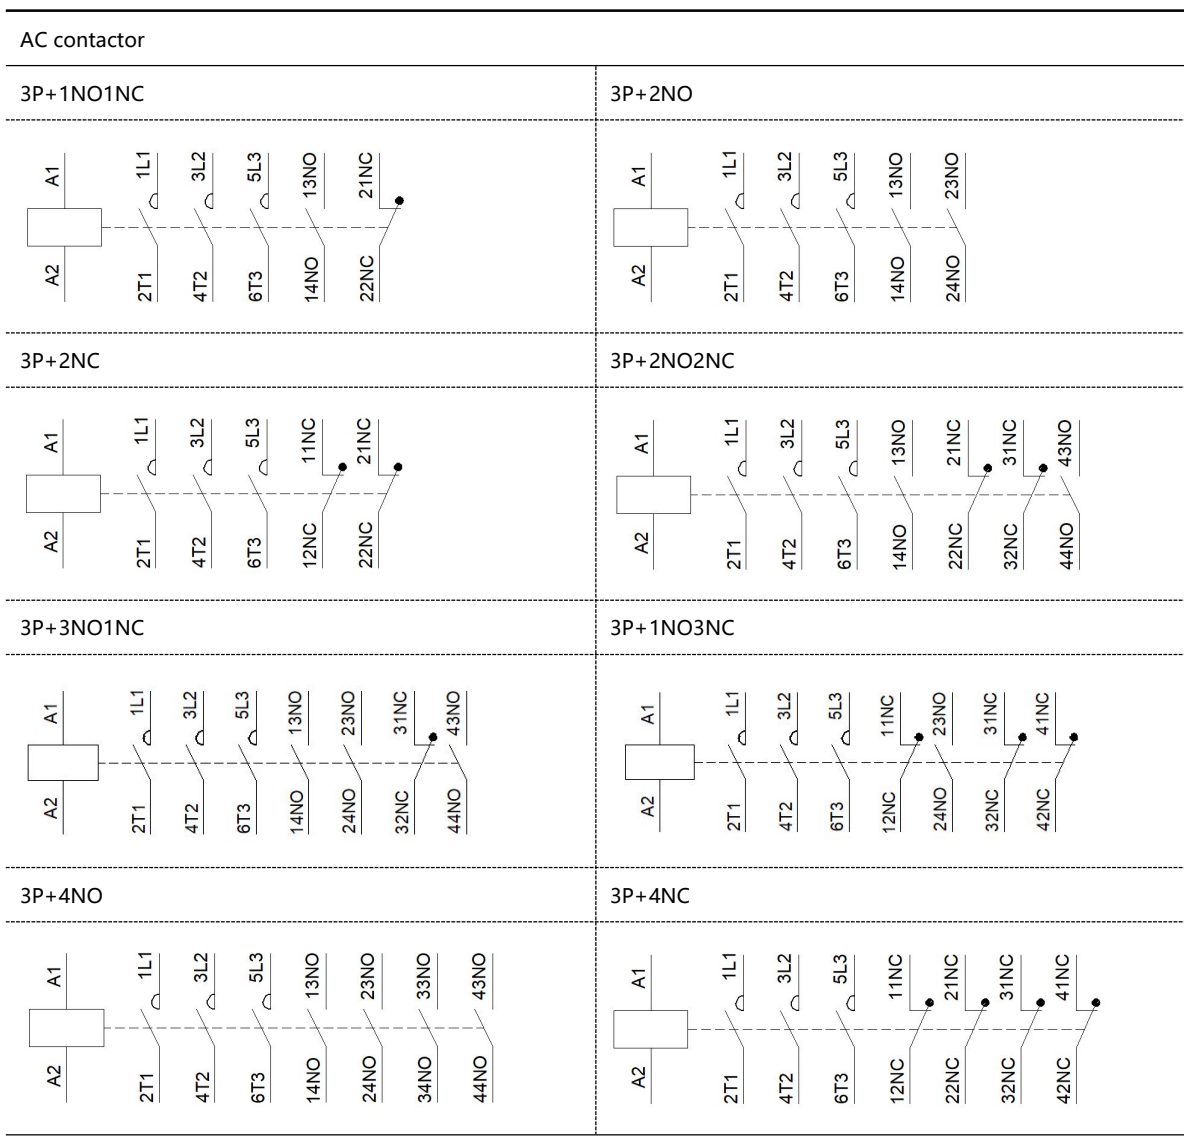 AC contactor
3P+1NO1NC
A1 1L1 3L2 5L3 13NO 21NC
A2 2T1 4T2 6T3 14NO 22NC
3P+2NO
A1 1L1 3L2 5L3 13NO 23NO
A2 2T1 4T2 6T3 14NO 24NO
3P+2NC
A1 1L1 3L2 5L3 11NC 21NC
A2 2T1 4T2 6T3 12NC 22NC
3P+2NO2NC
A1 1L1 3L2 5L3 13NO 21NC 31NC 43NO
A2 2T1 4T2 6T3 14NO 22NC 32NC 44NO
3P+3NO1NC
A1 1L1 3L2 5L3 13NO 23NO 31NC 43NO
A2 2T1 4T2 6T3 14NO 24NO 32NC 44NO
3P+1NO3NC
A1 1L1 3L2 5L3 11NC 23NO 31NC 41NC
A2 2T1 4T2 6T3 12NC 24NO 32NC 42NC
3P+4NO
A1 1L1 3L2 5L3 13NO 23NO 33NO 43NO
A2 2T1 4T2 6T3 14NO 24NO 34NO 44NO
3P+4NC
A1 1L1 3L2 5L3 11NC 21NC 31NC 41NC
A2 2T1 4T2 6T3 12NC 22NC 32NC 42NC